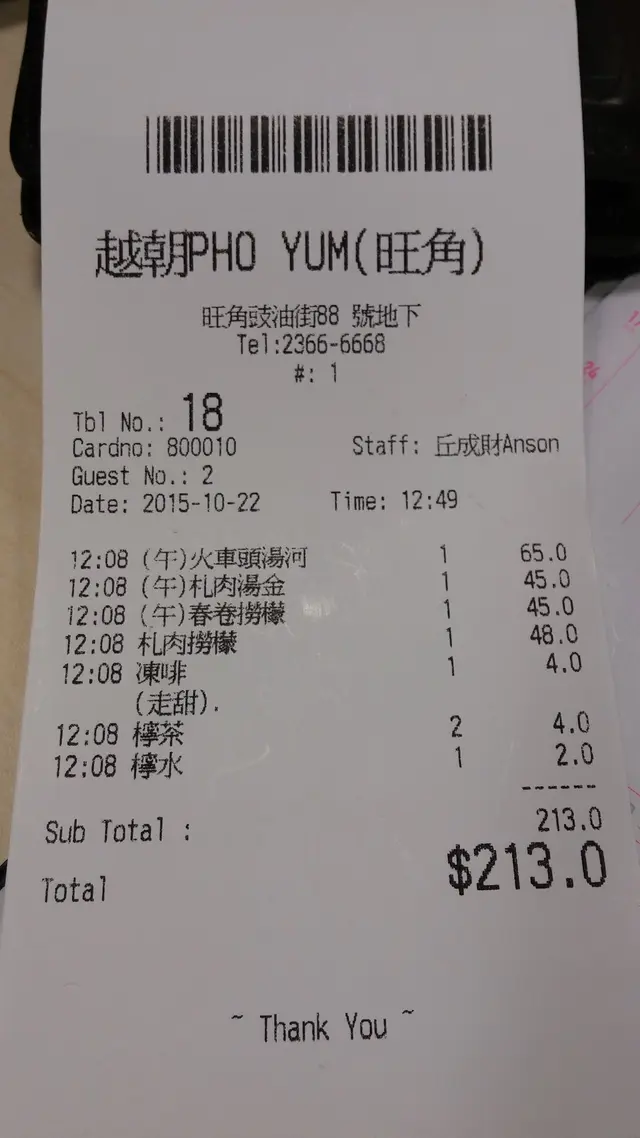 越朝PHO YUM(旺角)
旺角豉油街88 號地下
Tel:2366-6668
#: 1
Tbl No.: 18
Cardno: 800010 Staff: 丘成財Anson
Guest No.: 2
Date: 2015-10-22 Time: 12:49
12:08 (午)火車頭湯河 1 65.0
12:08 (午)札肉湯金 1 45.0
12:08 (午)春卷撈檬 1 45.0
12:08 札肉撈檬 1 48.0
12:08 凍啡 1 4.0
(走甜).
12:08 檸茶 2 4.0
12:08 檸水 1 2.0
------
Sub Total : 213.0
Total $213.0
~ Thank You ~